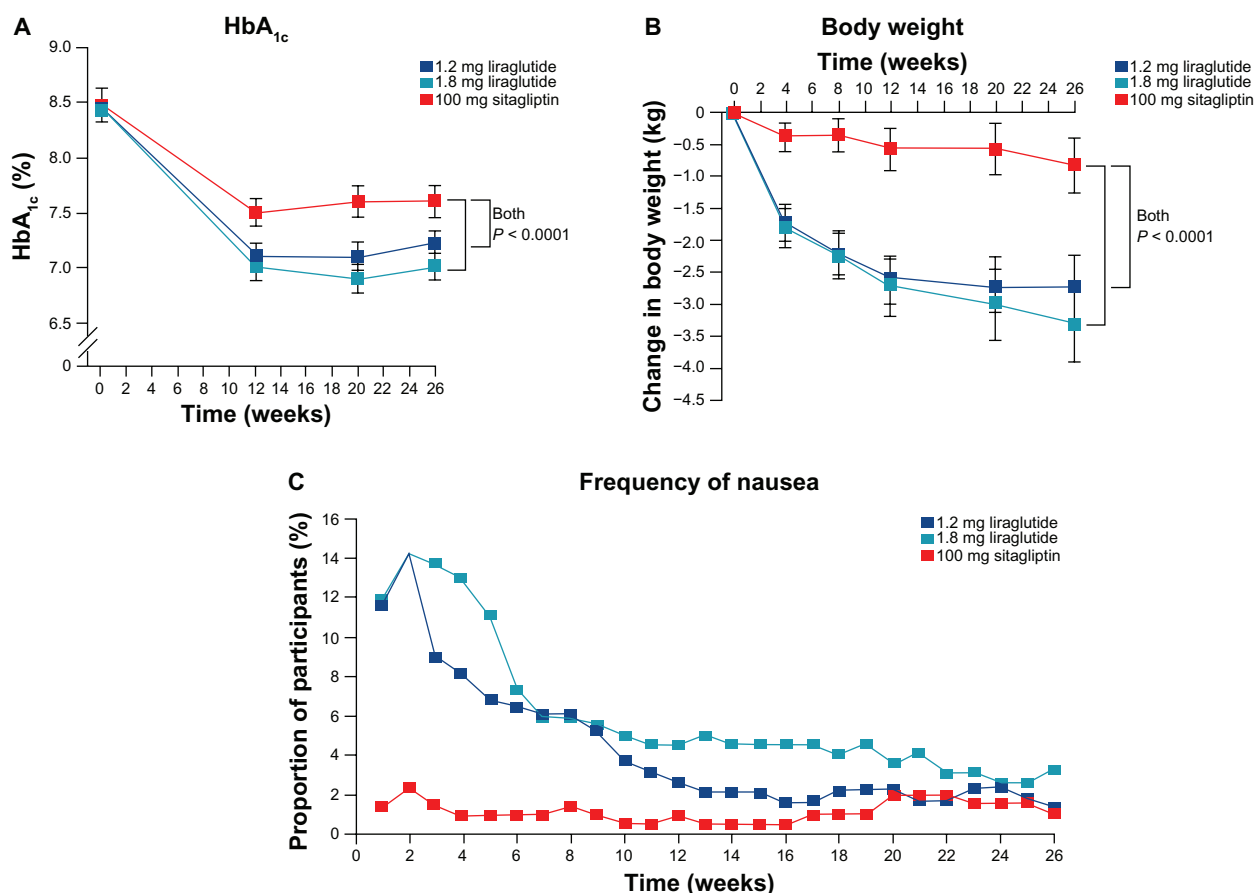 A
HbA1c
1.2 mg liraglutide
1.8 mg liraglutide
100 mg sitagliptin
9.0
8.5
8.0
7.5
7.0
6.5
0
HbA1c (%)
Both
P < 0.0001
0 2 4 6 8 10 12 14 16 18 20 22 24 26
Time (weeks)
B
Body weight
Time (weeks)
1.2 mg liraglutide
1.8 mg liraglutide
100 mg sitagliptin
0 2 4 6 8 10 12 14 16 18 20 22 24 26
0
−0.5
−1.0
−1.5
−2.0
−2.5
−3.0
−3.5
−4.0
−4.5
Change in body weight (kg)
Both
P < 0.0001
C
Frequency of nausea
1.2 mg liraglutide
1.8 mg liraglutide
100 mg sitagliptin
16
14
12
10
8
6
4
2
0
Proportion of participants (%)
0 2 4 6 8 10 12 14 16 18 20 22 24 26
Time (weeks)